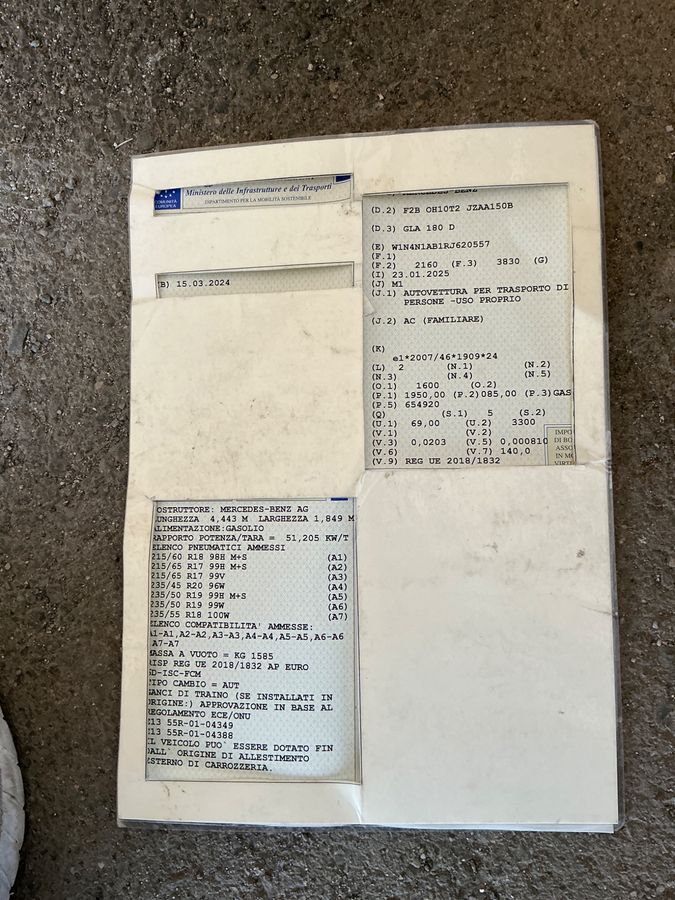 COMUNITÀ
EUROPEA
Ministero delle Infrastrutture e dei Trasporti
DIPARTIMENTO PER LA MOBILITÀ SOSTENIBILE
B) 15.03.2024
MERCEDES-BENZ
(D.2) F2B OH10T2 JZAA150B
(D.3) GLA 180 D
(E) W1N4N1AB1RJ620557
(F.1)
(F.2) 2160 (F.3) 3830 (G)
(I) 23.01.2025
(J) M1
(J.1) AUTOVETTURA PER TRASPORTO DI
PERSONE -USO PROPRIO
(J.2) AC (FAMILIARE)
(K)
e1*2007/46*1909*24
(L) 2 (N.1) (N.2)
(N.3) (N.4) (N.5)
(O.1) 1600 (O.2)
(P.1) 1950,00 (P.2)085,00 (P.3)GAS
(P.5) 654920
(Q) (S.1) 5 (S.2)
(U.1) 69,00 (U.2) 3300
(V.1) (V.2)
(V.3) 0,0203 (V.5) 0,000810
(V.6) (V.7) 140,0
(V.9) REG UE 2018/1832
IMPO
DI BO
ASSO
IN MO
VIRTU
OSTRUTTORE: MERCEDES-BENZ AG
UNGHEZZA 4,443 M LARGHEZZA 1,849 M
LIMENTAZIONE:GASOLIO
RAPPORTO POTENZA/TARA = 51,205 KW/T
ELENCO PNEUMATICI AMMESSI
215/60 R18 98H M+S (A1)
215/65 R17 99H M+S (A2)
215/65 R17 99V (A3)
235/45 R20 96W (A4)
235/50 R19 99H M+S (A5)
235/50 R19 99W (A6)
235/55 R18 100W (A7)
ELENCO COMPATIBILITA' AMMESSE:
A1-A1,A2-A2,A3-A3,A4-A4,A5-A5,A6-A6
A7-A7
MASSA A VUOTO = KG 1585
RISP REG UE 2018/1832 AP EURO
6D-ISC-FCM
TIPO CAMBIO = AUT
GANCI DI TRAINO (SE INSTALLATI IN
ORIGINE:) APPROVAZIONE IN BASE AL
REGOLAMENTO ECE/ONU
E13 55R-01-04349
E13 55R-01-04388
IL VEICOLO PUO` ESSERE DOTATO FIN
DALL` ORIGINE DI ALLESTIMENTO
ESTERNO DI CARROZZERIA.